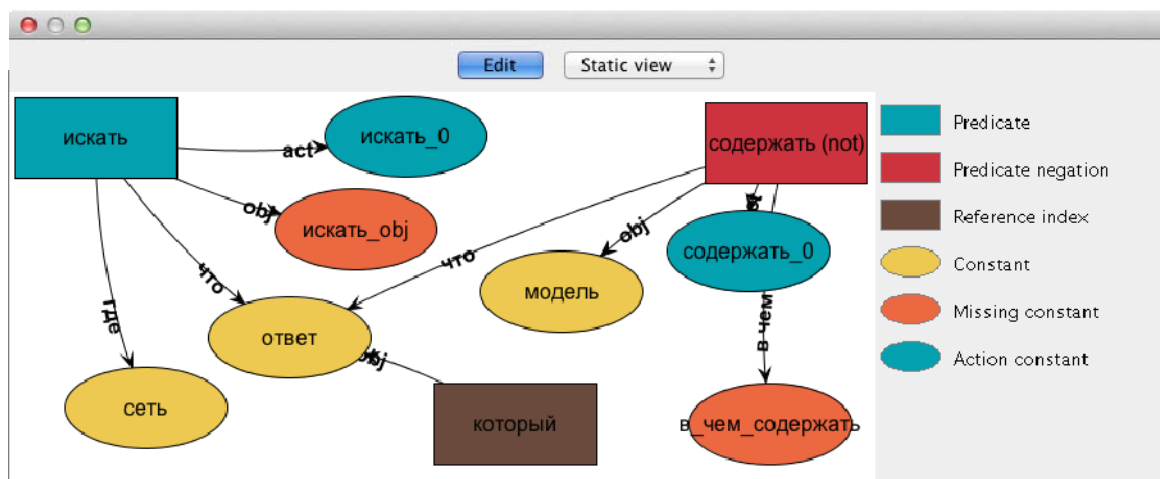 Edit
Static view
искать
act
искать_0
obj
искать_obj
что
где
ответ
сеть
obj
который
содержать (not)
что
obj
модель
содержать_0
в чем
в_чем_содержать
Predicate
Predicate negation
Reference index
Constant
Missing constant
Action constant